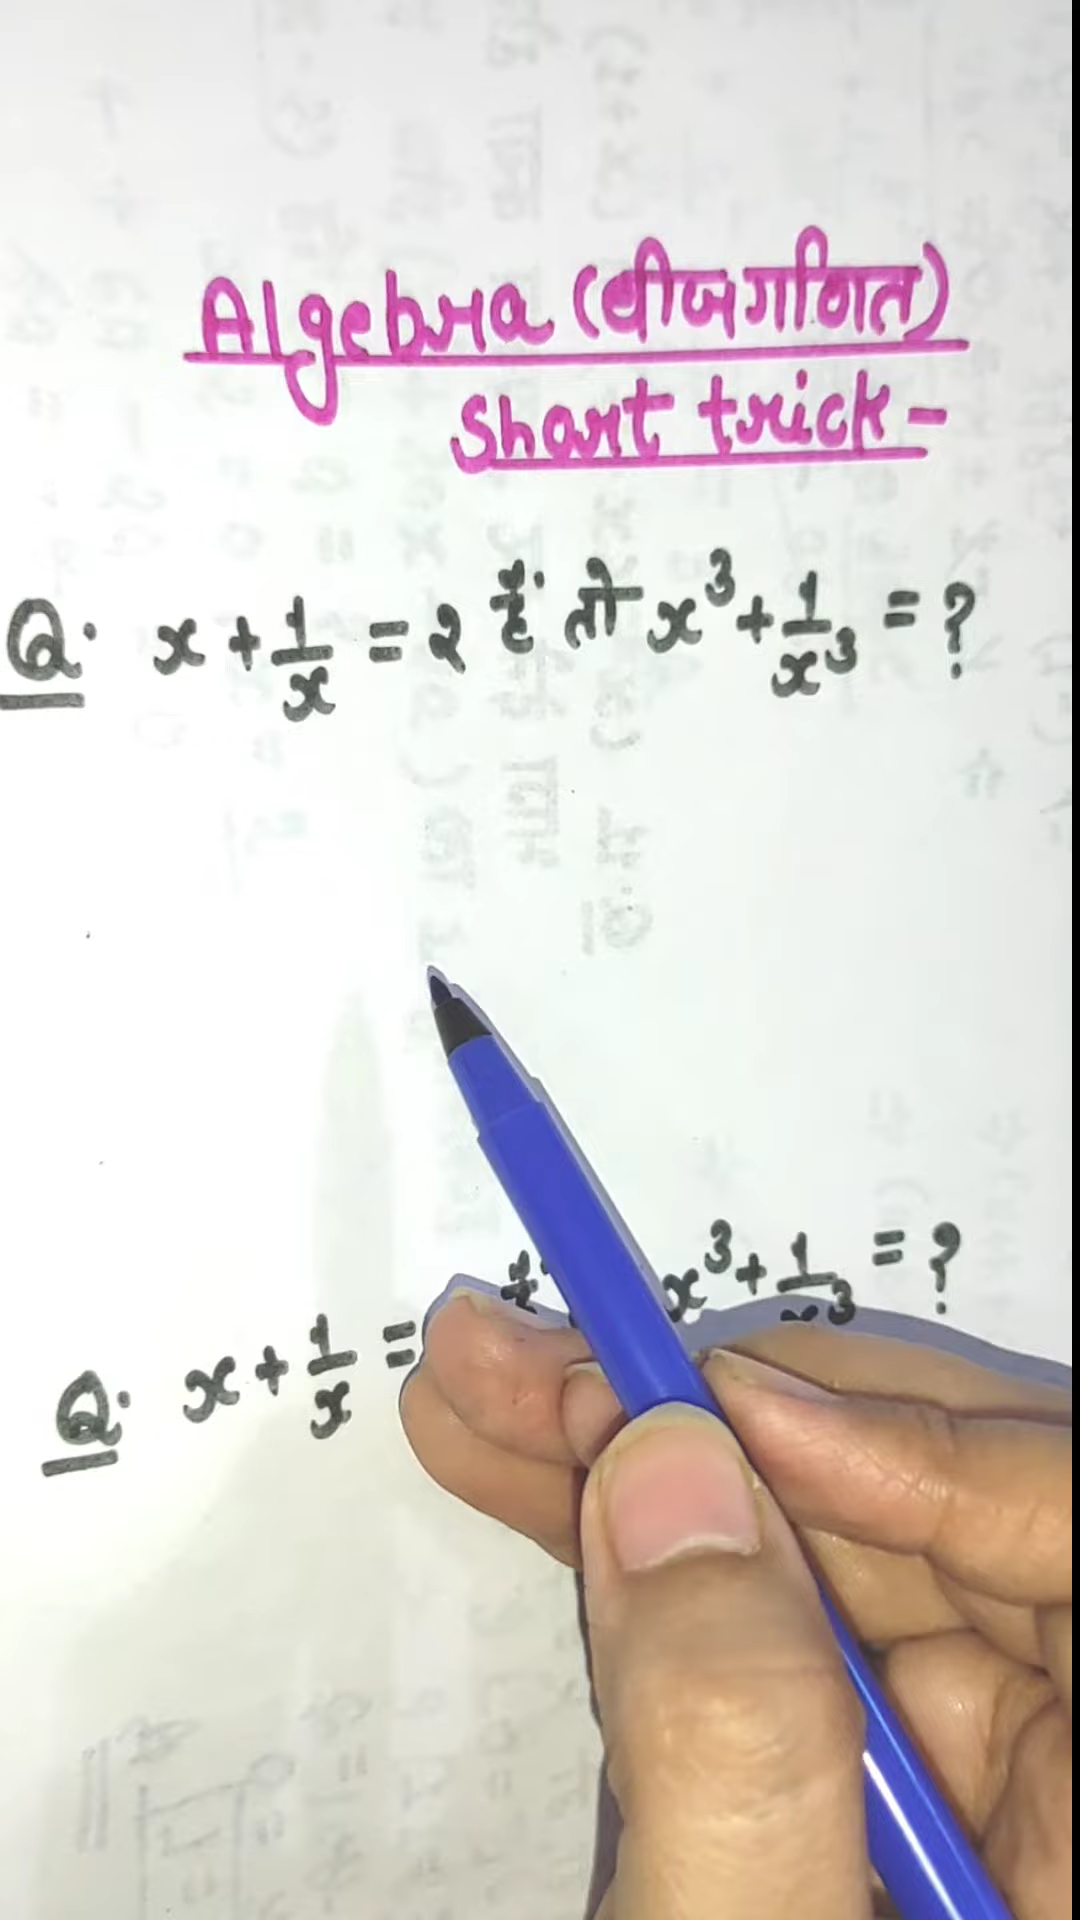 Algebra (बीजगणित)
Short trick -
Q. x + 1/x = 2 हैं तो x³ + 1/x³ = ?
Q. x + 1/x = x³ + 1/x³ = ?